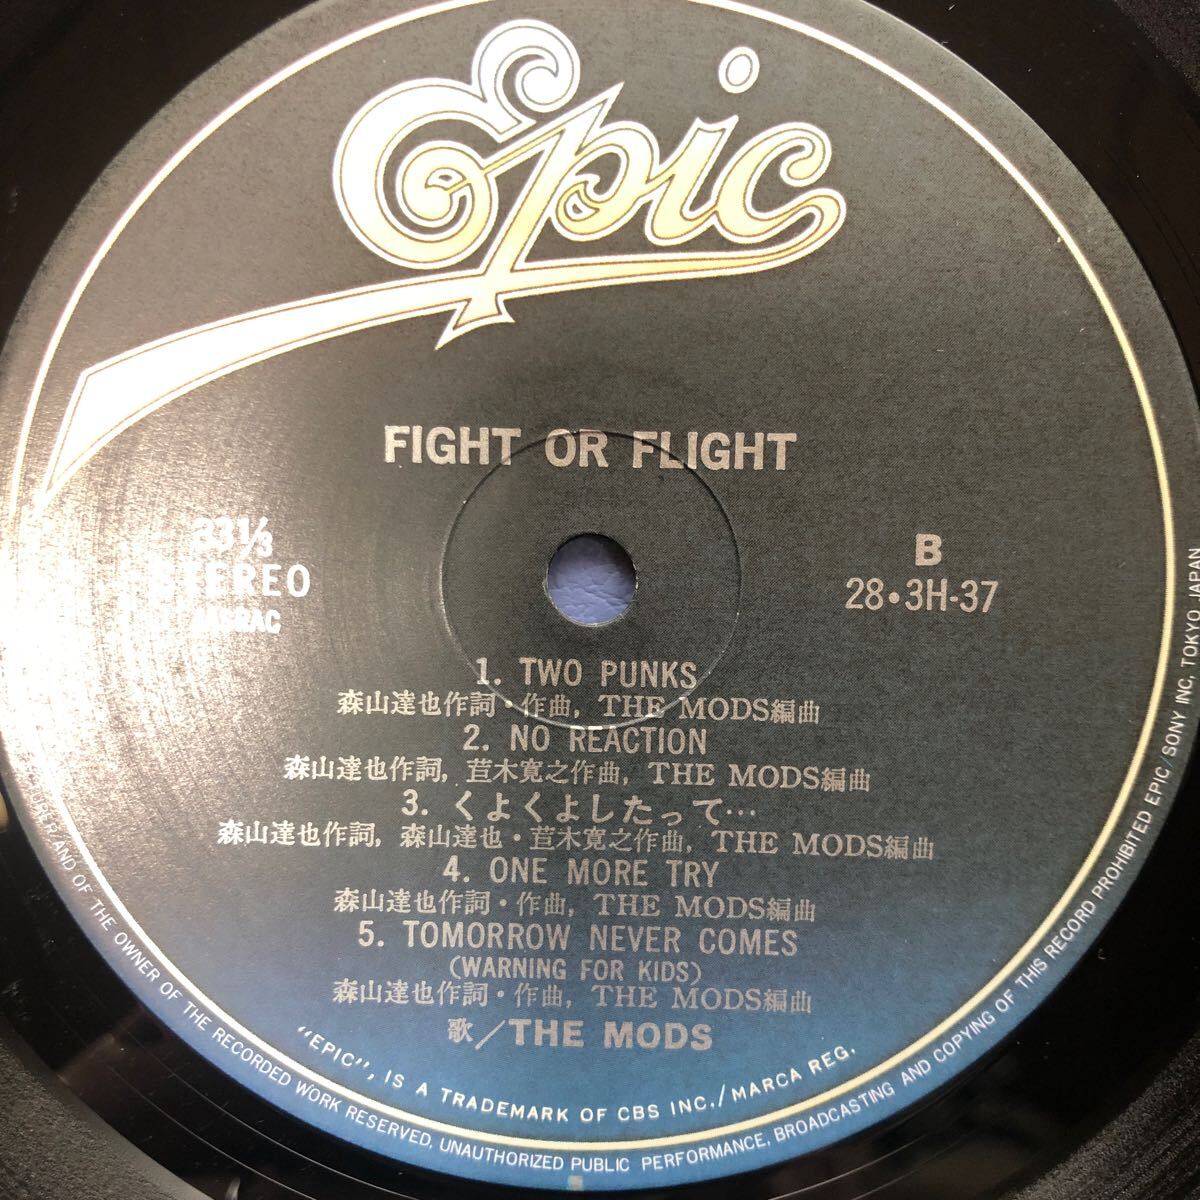 Epic
FIGHT OR FLIGHT
33⅓
STEREO
JASRAC
B
28・3H-37
1. TWO PUNKS
森山達也作詞・作曲, THE MODS編曲
2. NO REACTION
森山達也作詞, 苣木寛之作曲, THE MODS編曲
3. くよくよしたって…
森山達也作詞, 森山達也・苣木寛之作曲, THE MODS編曲
4. ONE MORE TRY
森山達也作詞・作曲, THE MODS編曲
5. TOMORROW NEVER COMES
(WARNING FOR KIDS)
森山達也作詞・作曲, THE MODS編曲
歌/THE MODS
"EPIC", IS A TRADEMARK OF CBS INC./MARCA REG.
AND OF THE OWNER OF THE RECORDED WORK RESERVED. UNAUTHORIZED PUBLIC PERFORMANCE, BROADCASTING AND COPYING OF THIS RECORD PROHIBITED EPIC/SONY INC, TOKYO JAPAN